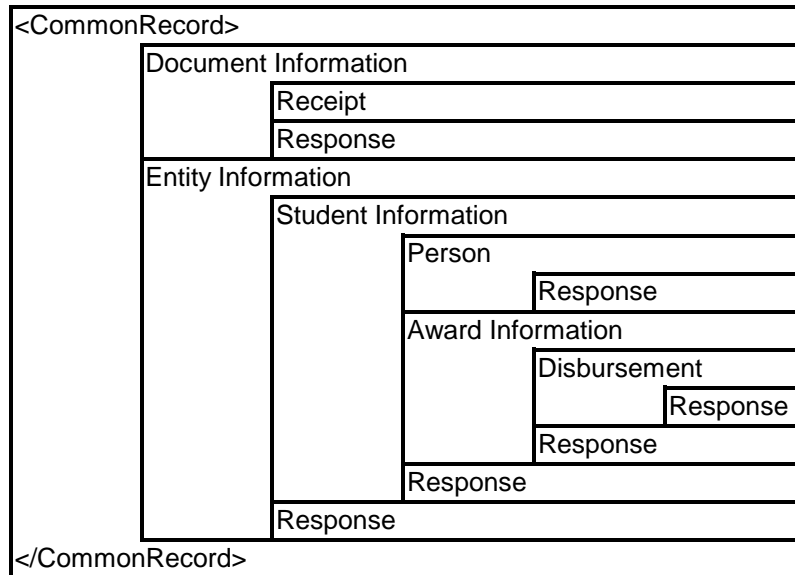 <CommonRecord>
Document Information
Receipt
Response
Entity Information
Student Information
Person
Response
Award Information
Disbursement
Response
Response
Response
Response
</CommonRecord>